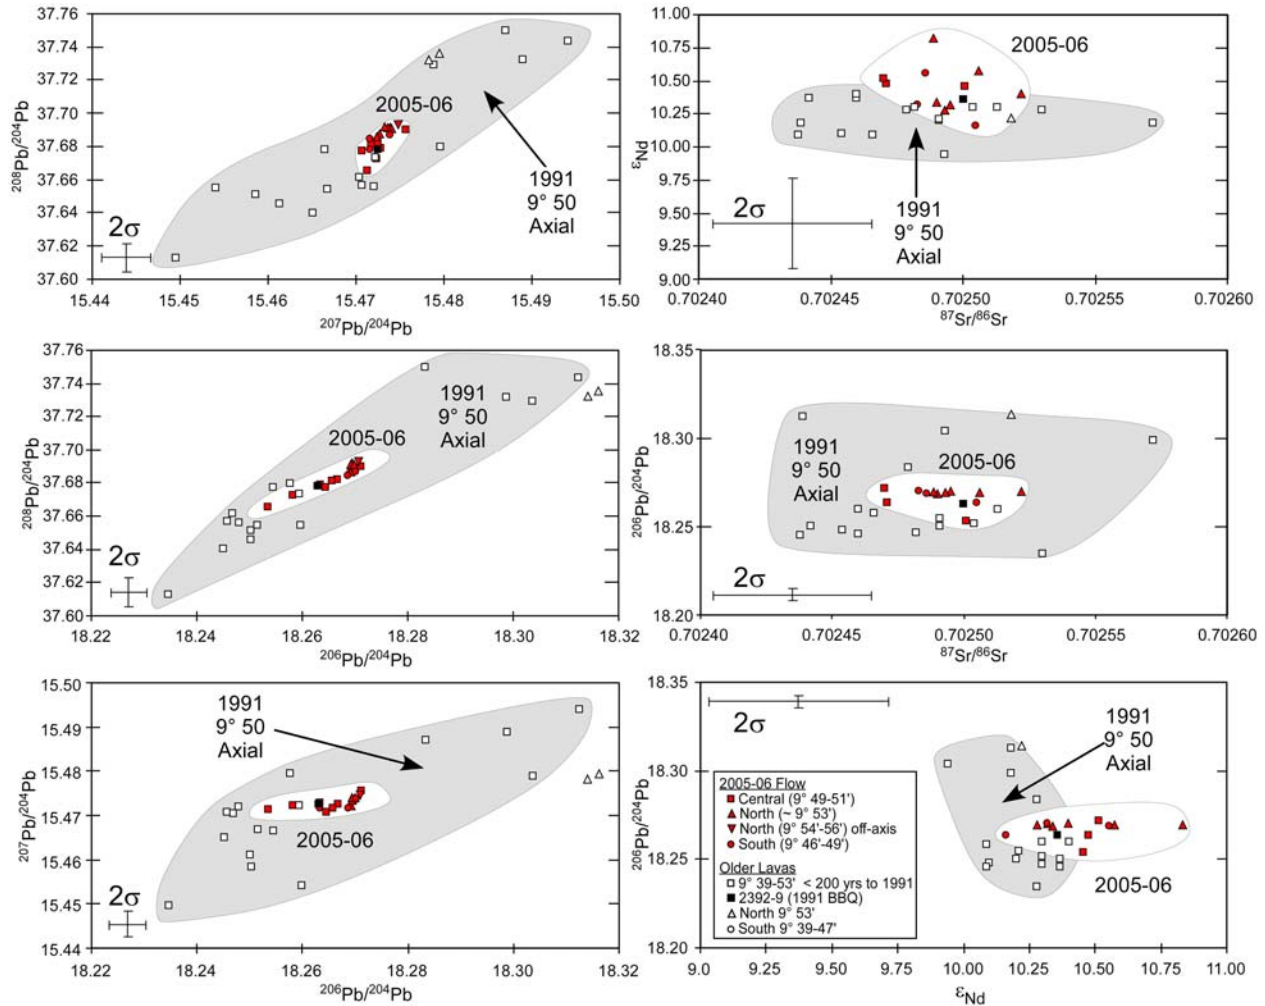 37.76
37.74
37.72
37.70
37.68
37.66
37.64
37.62
37.60
²⁰⁸Pb/²⁰⁴Pb
2005-06
1991
9° 50
Axial
2σ
15.44
15.45
15.46
15.47
15.48
15.49
15.50
²⁰⁷Pb/²⁰⁴Pb
11.00
10.75
10.50
10.25
10.00
9.75
9.50
9.25
9.00
εNd
2005-06
1991
9° 50
Axial
2σ
0.70240
0.70245
0.70250
0.70255
0.70260
⁸⁷Sr/⁸⁶Sr
37.76
37.74
37.72
37.70
37.68
37.66
37.64
37.62
37.60
²⁰⁸Pb/²⁰⁴Pb
1991
9° 50
Axial
2005-06
2σ
18.22
18.24
18.26
18.28
18.30
18.32
²⁰⁶Pb/²⁰⁴Pb
18.35
18.30
18.25
18.20
²⁰⁶Pb/²⁰⁴Pb
1991
9° 50
Axial
2005-06
2σ
0.70240
0.70245
0.70250
0.70255
0.70260
⁸⁷Sr/⁸⁶Sr
15.50
15.49
15.48
15.47
15.46
15.45
15.44
²⁰⁷Pb/²⁰⁴Pb
1991
9° 50
Axial
2005-06
2σ
18.22
18.24
18.26
18.28
18.30
18.32
²⁰⁶Pb/²⁰⁴Pb
18.35
18.30
18.25
18.20
²⁰⁶Pb/²⁰⁴Pb
2σ
1991
9° 50
Axial
2005-06 Flow
Central (9° 49-51')
North (~ 9° 53')
North (9° 54'-56') off-axis
South (9° 46'-49')
Older Lavas
9° 39-53' < 200 yrs to 1991
2392-9 (1991 BBQ)
North 9° 53'
South 9° 39-47'
2005-06
9.0
9.25
9.50
9.75
10.00
10.25
10.50
10.75
11.00
εNd